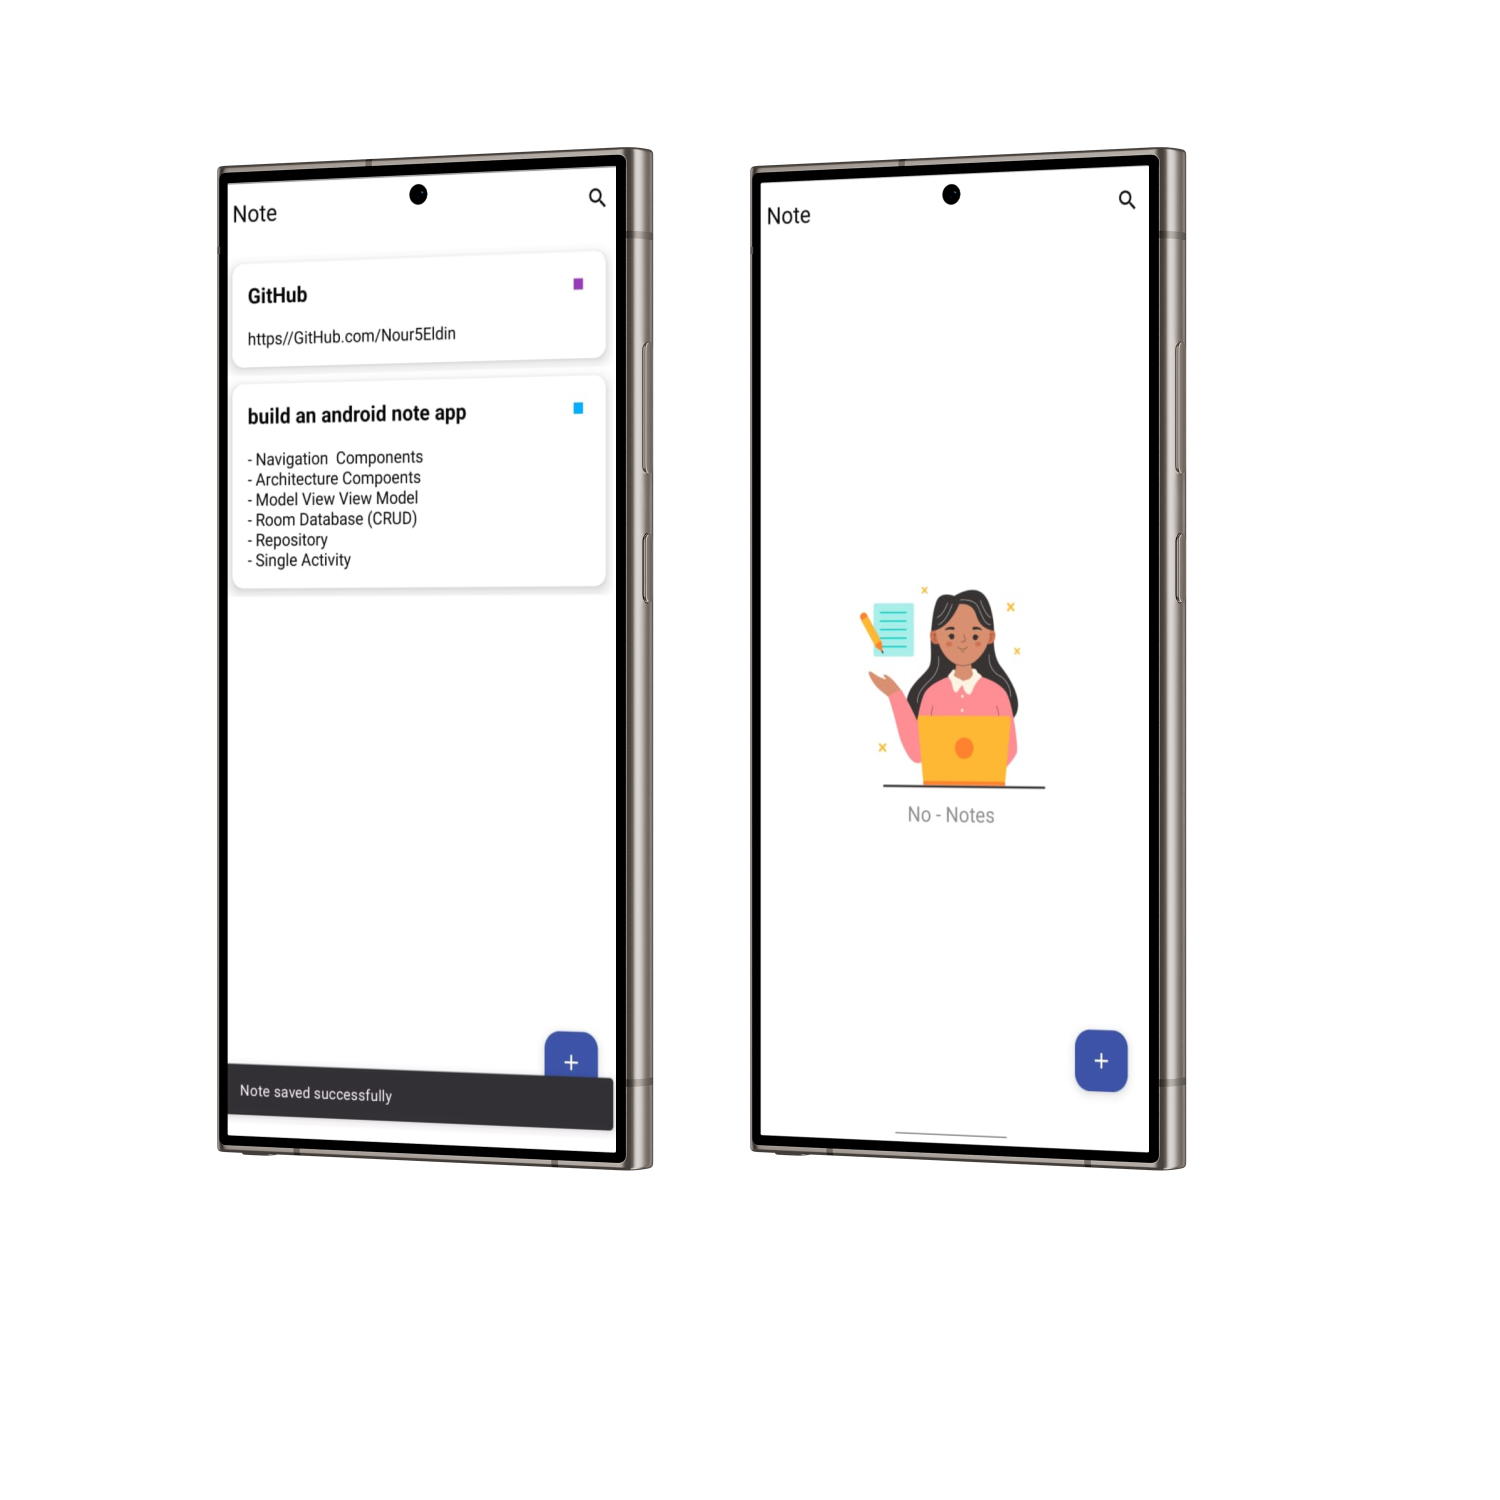 Note
GitHub
https//GitHub.com/Nour5Eldin
build an android note app
- Navigation  Components
- Architecture Compoents
- Model View View Model
- Room Database (CRUD)
- Repository
- Single Activity
+
Note saved successfully
Note
No - Notes
+